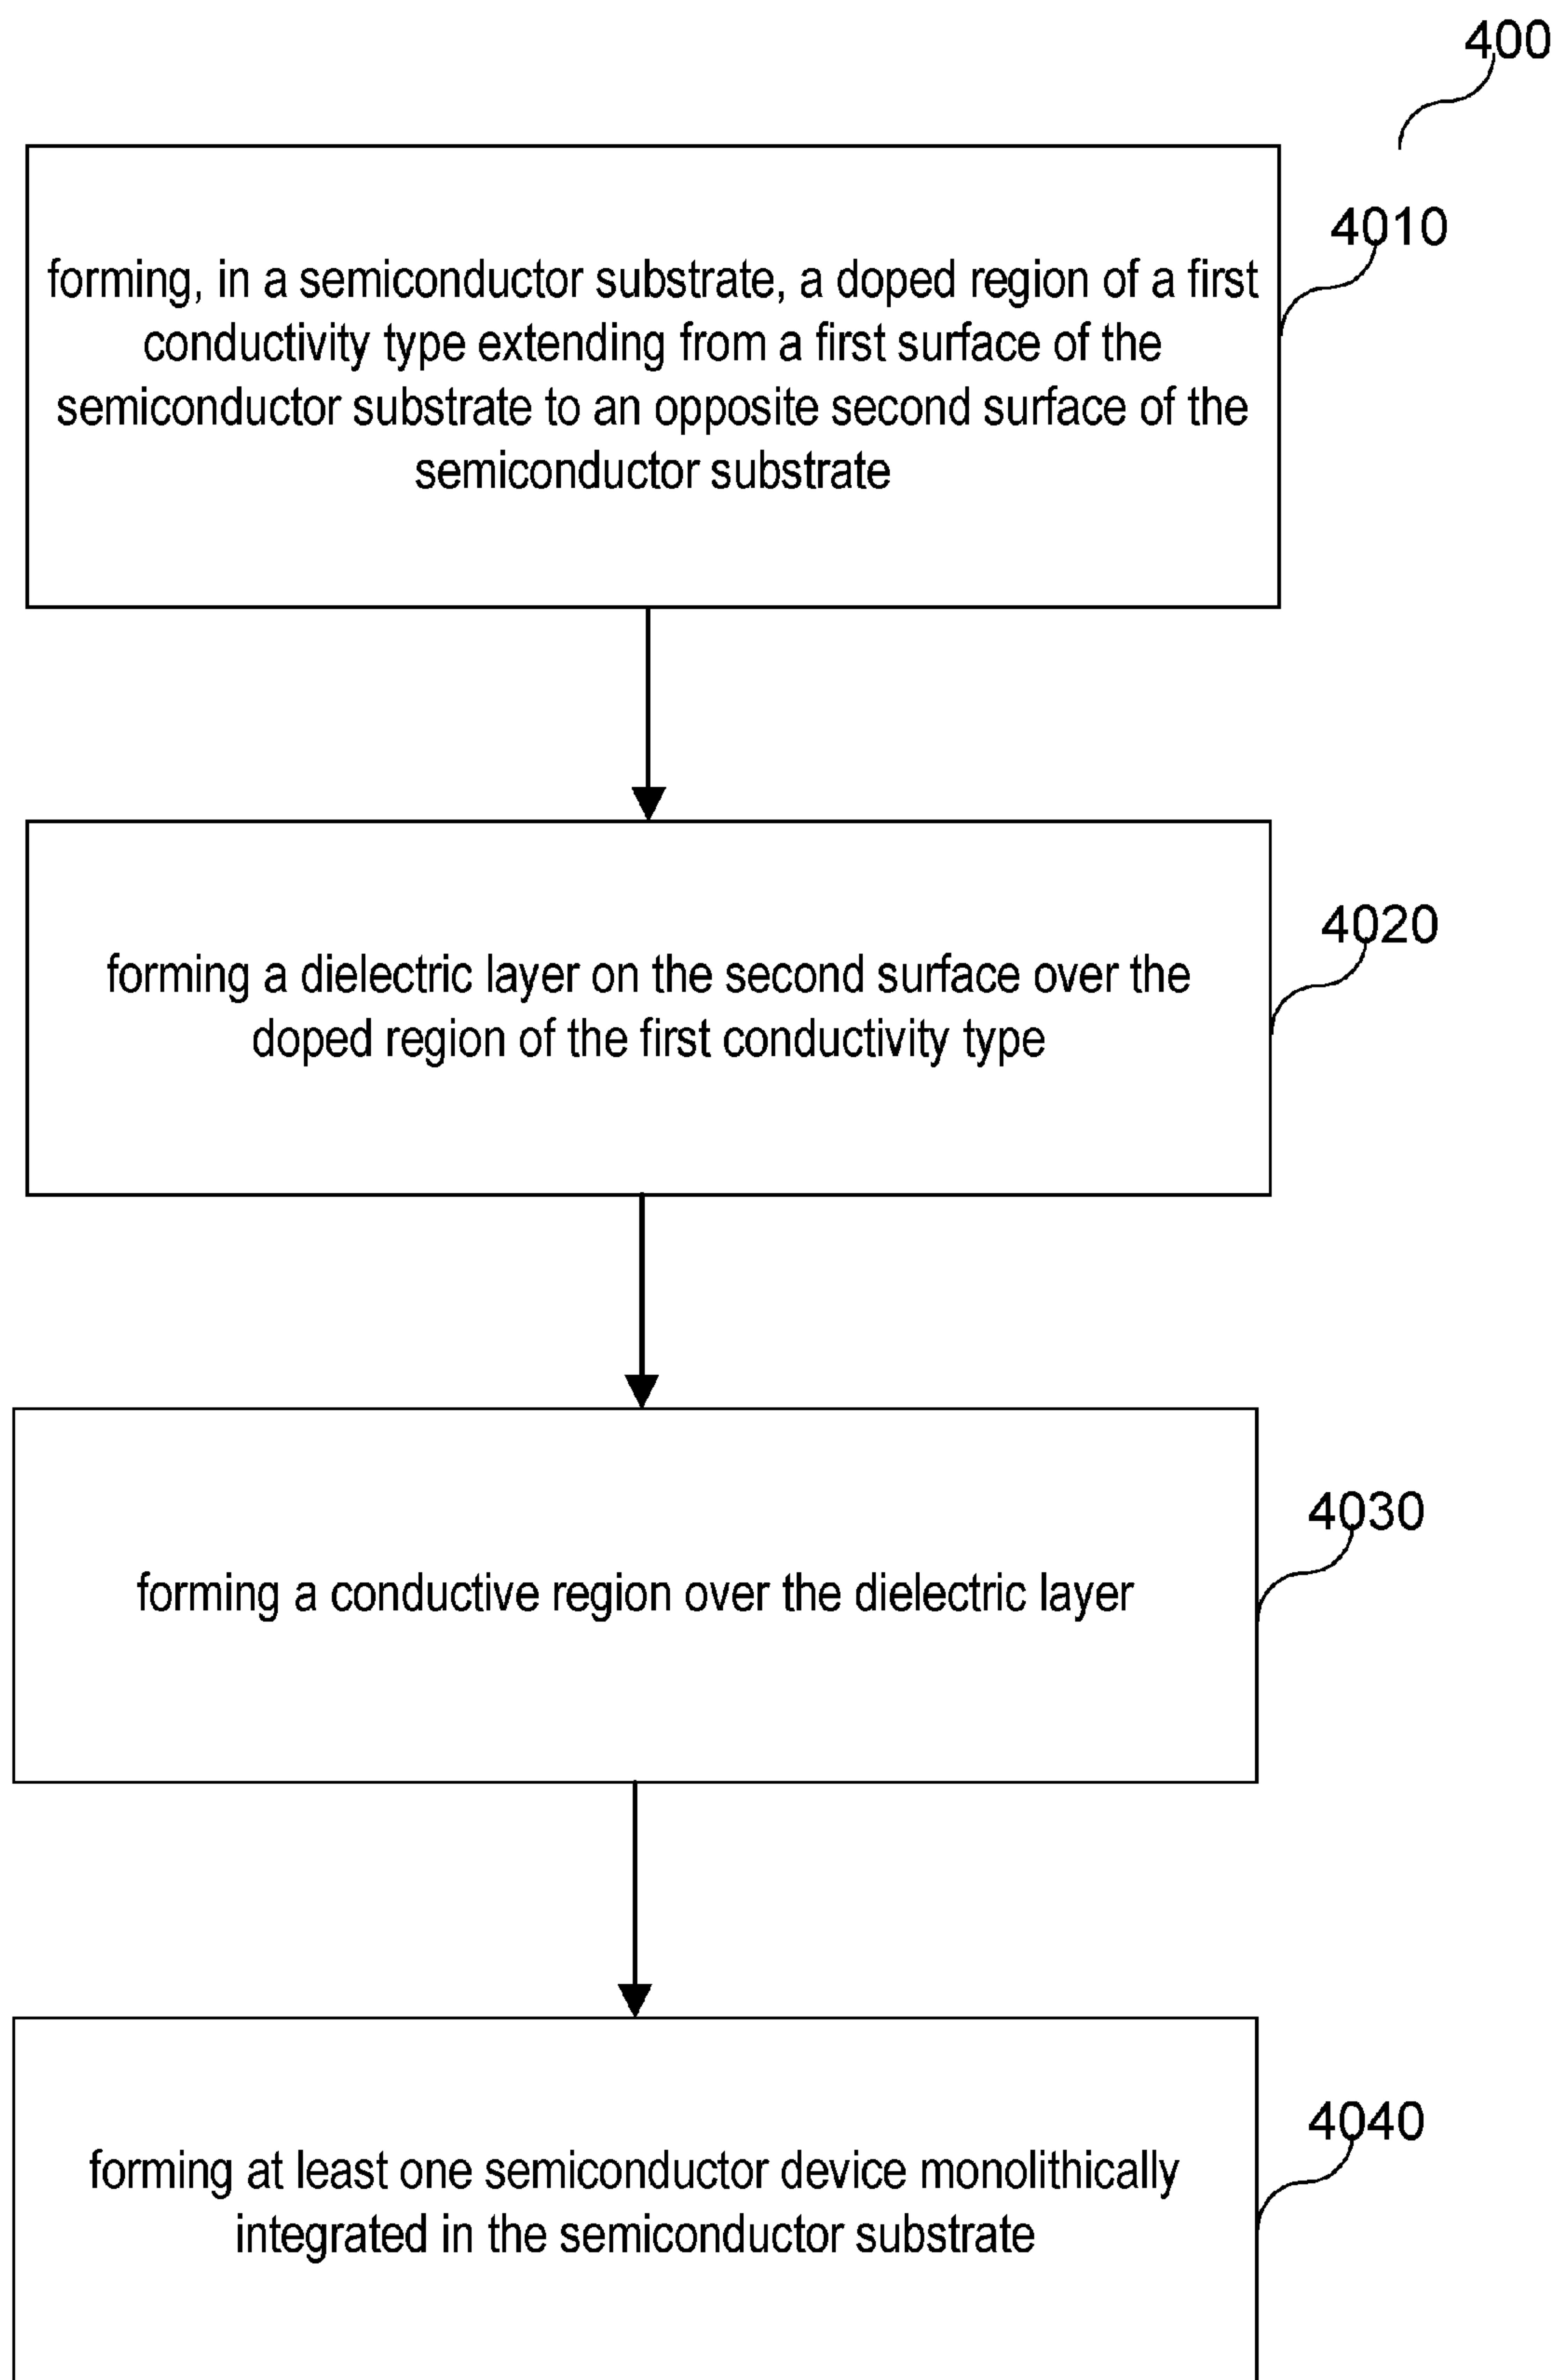 400
4010
forming, in a semiconductor substrate, a doped region of a first
conductivity type extending from a first surface of the
semiconductor substrate to an opposite second surface of the
semiconductor substrate
4020
forming a dielectric layer on the second surface over the
doped region of the first conductivity type
4030
forming a conductive region over the dielectric layer
4040
forming at least one semiconductor device monolithically
integrated in the semiconductor substrate